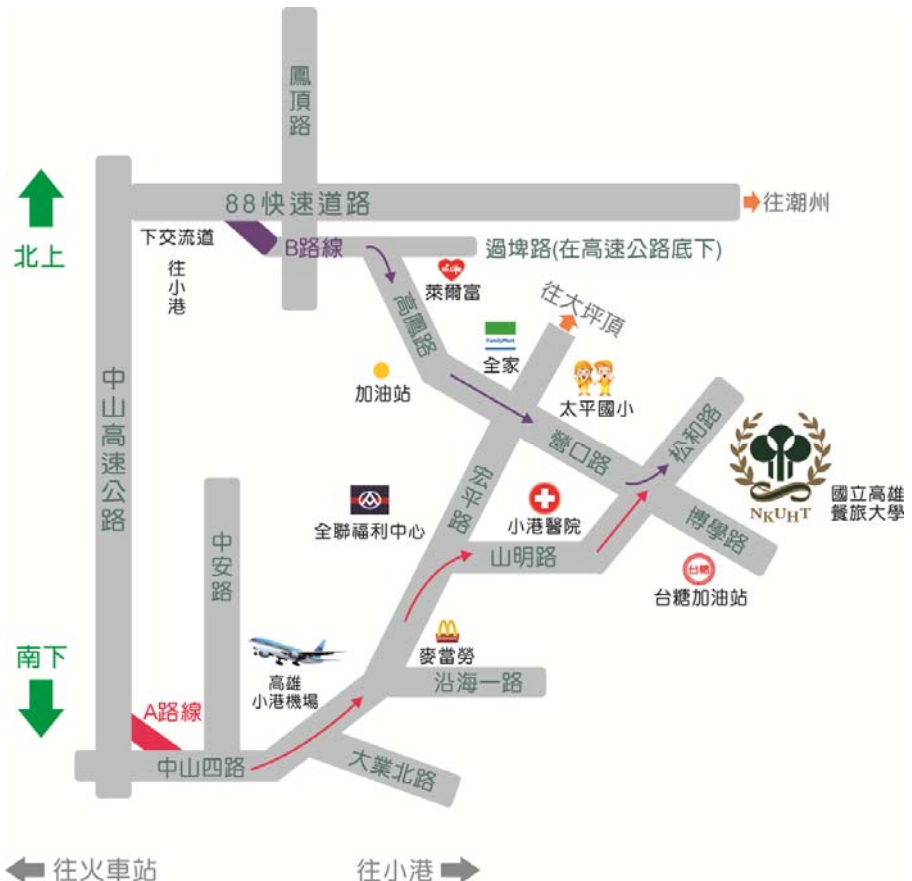 鳳頂路
88快速道路
往潮州
北上
下交流道
往小港
B路線
過埤路(在高速公路底下)
萊爾富
往大坪頂
高鳳路
FamilyMart
全家
加油站
太平國小
中山高速公路
營口路
松和路
NKUHT
國立高雄
餐旅大學
宏平路
全聯福利中心
小港醫院
博學路
中安路
山明路
台糖
台糖加油站
南下
麥當勞
高雄
小港機場
沿海一路
A路線
中山四路
大業北路
往火車站
往小港